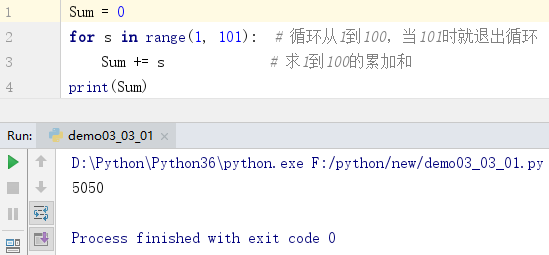 1 Sum = 0
2 for s in range(1, 101): # 循环从1到100，当101时就退出循环
3 Sum += s # 求1到100的累加和
4 print(Sum)
Run: demo03_03_01 ×
D:\Python\Python36\python.exe F:/python/new/demo03_03_01.py
5050
Process finished with exit code 0